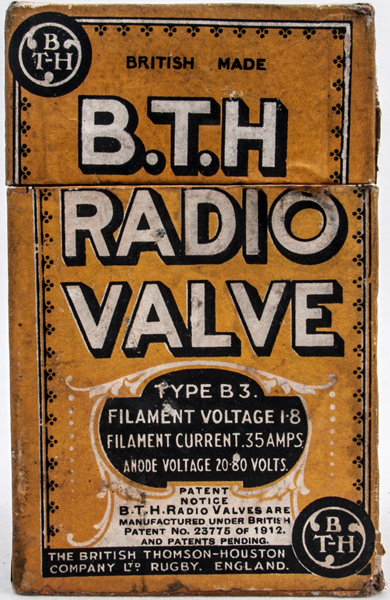 B
T-H
BRITISH MADE
B.T.H
RADIO
VALVE
TYPE B3.
FILAMENT VOLTAGE 1·8
FILAMENT CURRENT .35 AMPS.
ANODE VOLTAGE 20-80 VOLTS.
PATENT
NOTICE
B.T.H. RADIO VALVES ARE
MANUFACTURED UNDER BRITISH
PATENT NO. 23775 OF 1912.
AND PATENTS PENDING.
THE BRITISH THOMSON-HOUSTON
COMPANY LTD RUGBY. ENGLAND.
B
T-H